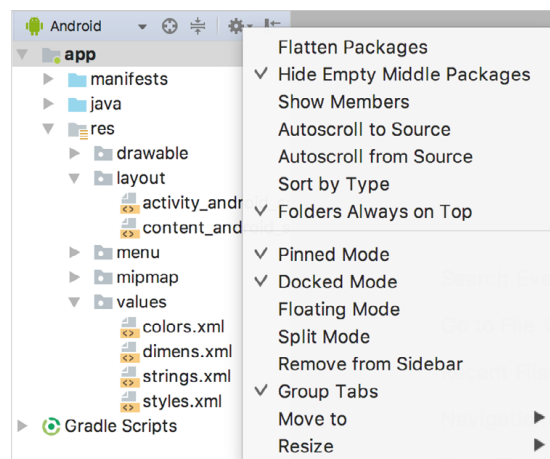 Android
app
manifests
java
res
drawable
layout
activity_andr
content_android_
menu
mipmap
values
colors.xml
dimens.xml
strings.xml
styles.xml
Gradle Scripts
Flatten Packages
Hide Empty Middle Packages
Show Members
Autoscroll to Source
Autoscroll from Source
Sort by Type
Folders Always on Top
Pinned Mode
Docked Mode
Floating Mode
Split Mode
Remove from Sidebar
Group Tabs
Move to
Resize